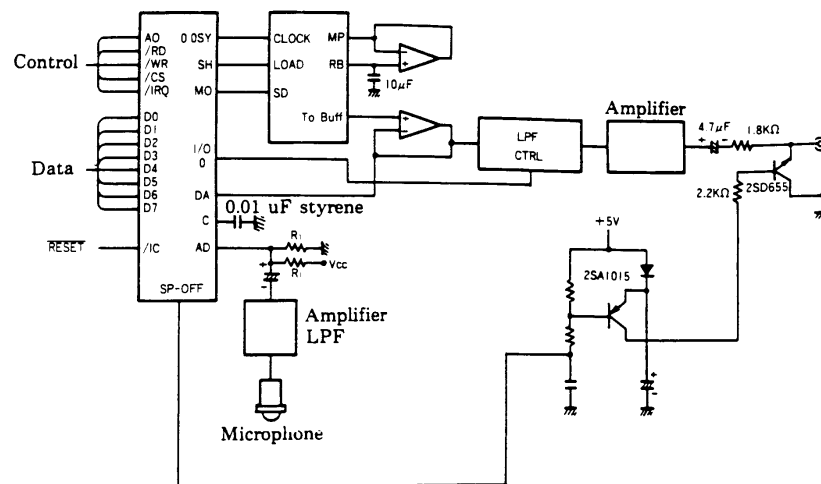 Control
AO
/RD
/WR
/CS
/IRQ
0.0SY
SH
MO
CLOCK
LOAD
SD
MP
RB
10μF
To Buff
Data
D0
D1
D2
D3
D4
D5
D6
D7
I/O
0
DA
C
0.01 uF styrene
LPF
CTRL
Amplifier
+ 4.7μF -
1.8KΩ
2SD655
2.2KΩ
RESET
/IC
AD
R1
R1
Vcc
+
-
SP-OFF
Amplifier
LPF
Microphone
+5V
2SA1015
+
-